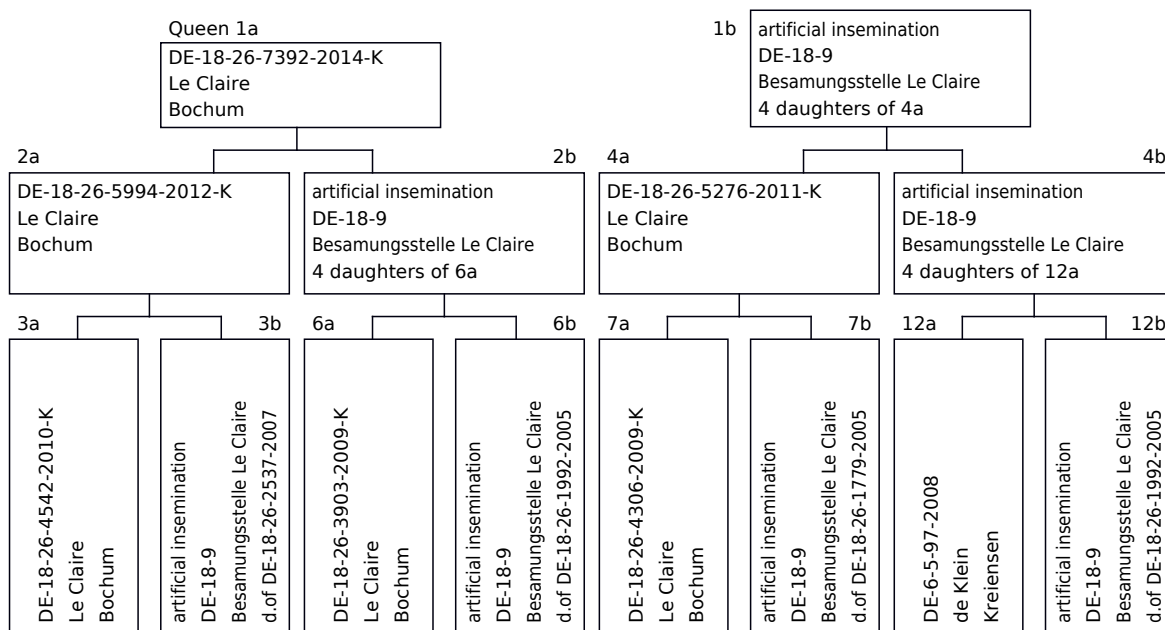 Queen 1a
DE-18-26-7392-2014-K
Le Claire
Bochum
1b
artificial insemination
DE-18-9
Besamungsstelle Le Claire
4 daughters of 4a
2a
DE-18-26-5994-2012-K
Le Claire
Bochum
2b
artificial insemination
DE-18-9
Besamungsstelle Le Claire
4 daughters of 6a
4a
DE-18-26-5276-2011-K
Le Claire
Bochum
4b
artificial insemination
DE-18-9
Besamungsstelle Le Claire
4 daughters of 12a
3a
DE-18-26-4542-2010-K
Le Claire
Bochum
3b
artificial insemination
DE-18-9
Besamungsstelle Le Claire
d.of DE-18-26-2537-2007
6a
DE-18-26-3903-2009-K
Le Claire
Bochum
6b
artificial insemination
DE-18-9
Besamungsstelle Le Claire
d.of DE-18-26-1992-2005
7a
DE-18-26-4306-2009-K
Le Claire
Bochum
7b
artificial insemination
DE-18-9
Besamungsstelle Le Claire
d.of DE-18-26-1779-2005
12a
DE-6-5-97-2008
de Klein
Kreiensen
12b
artificial insemination
DE-18-9
Besamungsstelle Le Claire
d.of DE-18-26-1992-2005